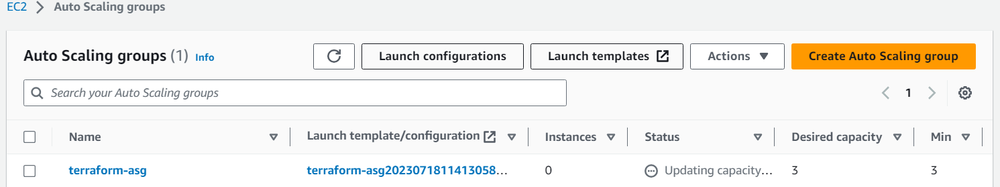 EC2 > Auto Scaling groups
Auto Scaling groups (1) Info Launch configurations Launch templates Actions Create Auto Scaling group
Search your Auto Scaling groups 1
Name Launch template/configuration Instances Status Desired capacity Min
terraform-asg terraform-asg2023071811413058... 0 Updating capacity... 3 3